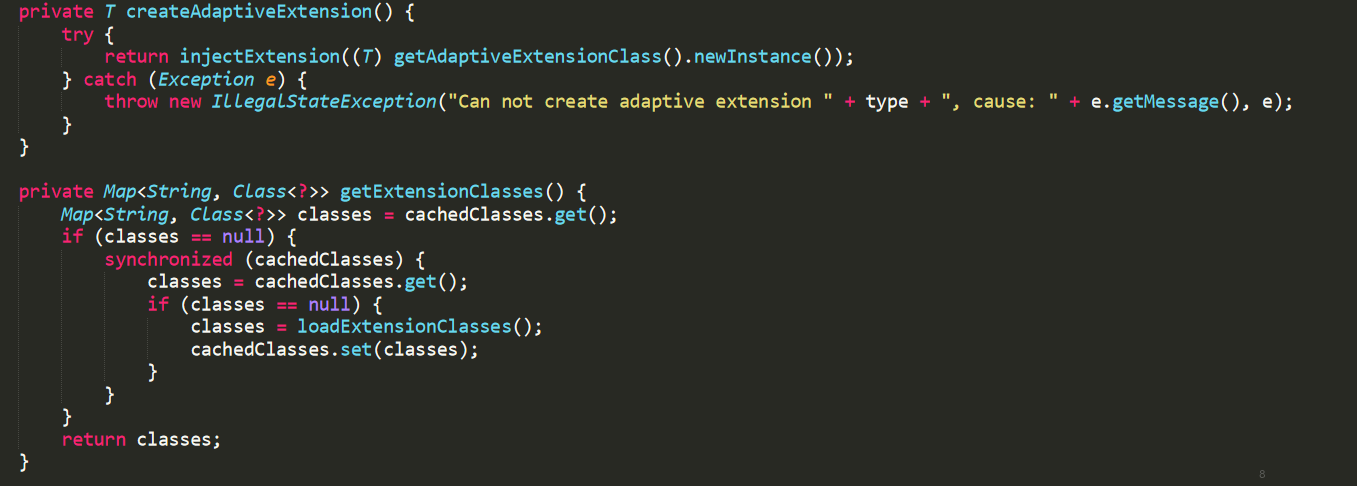 private T createAdaptiveExtension() {
    try {
        return injectExtension((T) getAdaptiveExtensionClass().newInstance());
    } catch (Exception e) {
        throw new IllegalStateException("Can not create adaptive extension " + type + ", cause: " + e.getMessage(), e);
    }
}

private Map<String, Class<?>> getExtensionClasses() {
    Map<String, Class<?>> classes = cachedClasses.get();
    if (classes == null) {
        synchronized (cachedClasses) {
            classes = cachedClasses.get();
            if (classes == null) {
                classes = loadExtensionClasses();
                cachedClasses.set(classes);
            }
        }
    }
    return classes;
}
8